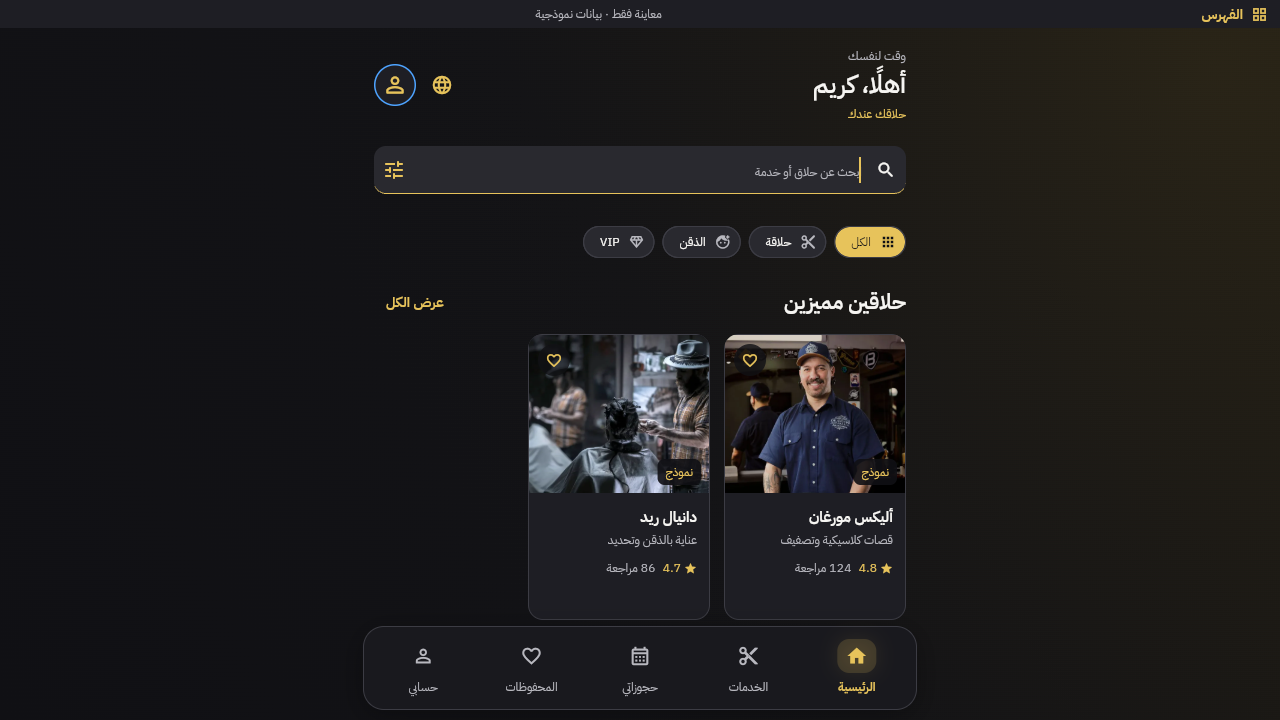 الفهرس
معاينة فقط · بيانات نموذجية
وقت لنفسك
أهلًا، كريم
حلاقك عندك
بحث عن حلاق أو خدمة
الكل
حلاقة
الذقن
VIP
حلاقين مميزين
عرض الكل
نموذج
أليكس مورغان
قصات كلاسيكية وتصفيف
4.8 124 مراجعة
نموذج
دانيال ريد
عناية بالذقن وتحديد
4.7 86 مراجعة
الرئيسية
الخدمات
حجوزاتي
المحفوظات
حسابي